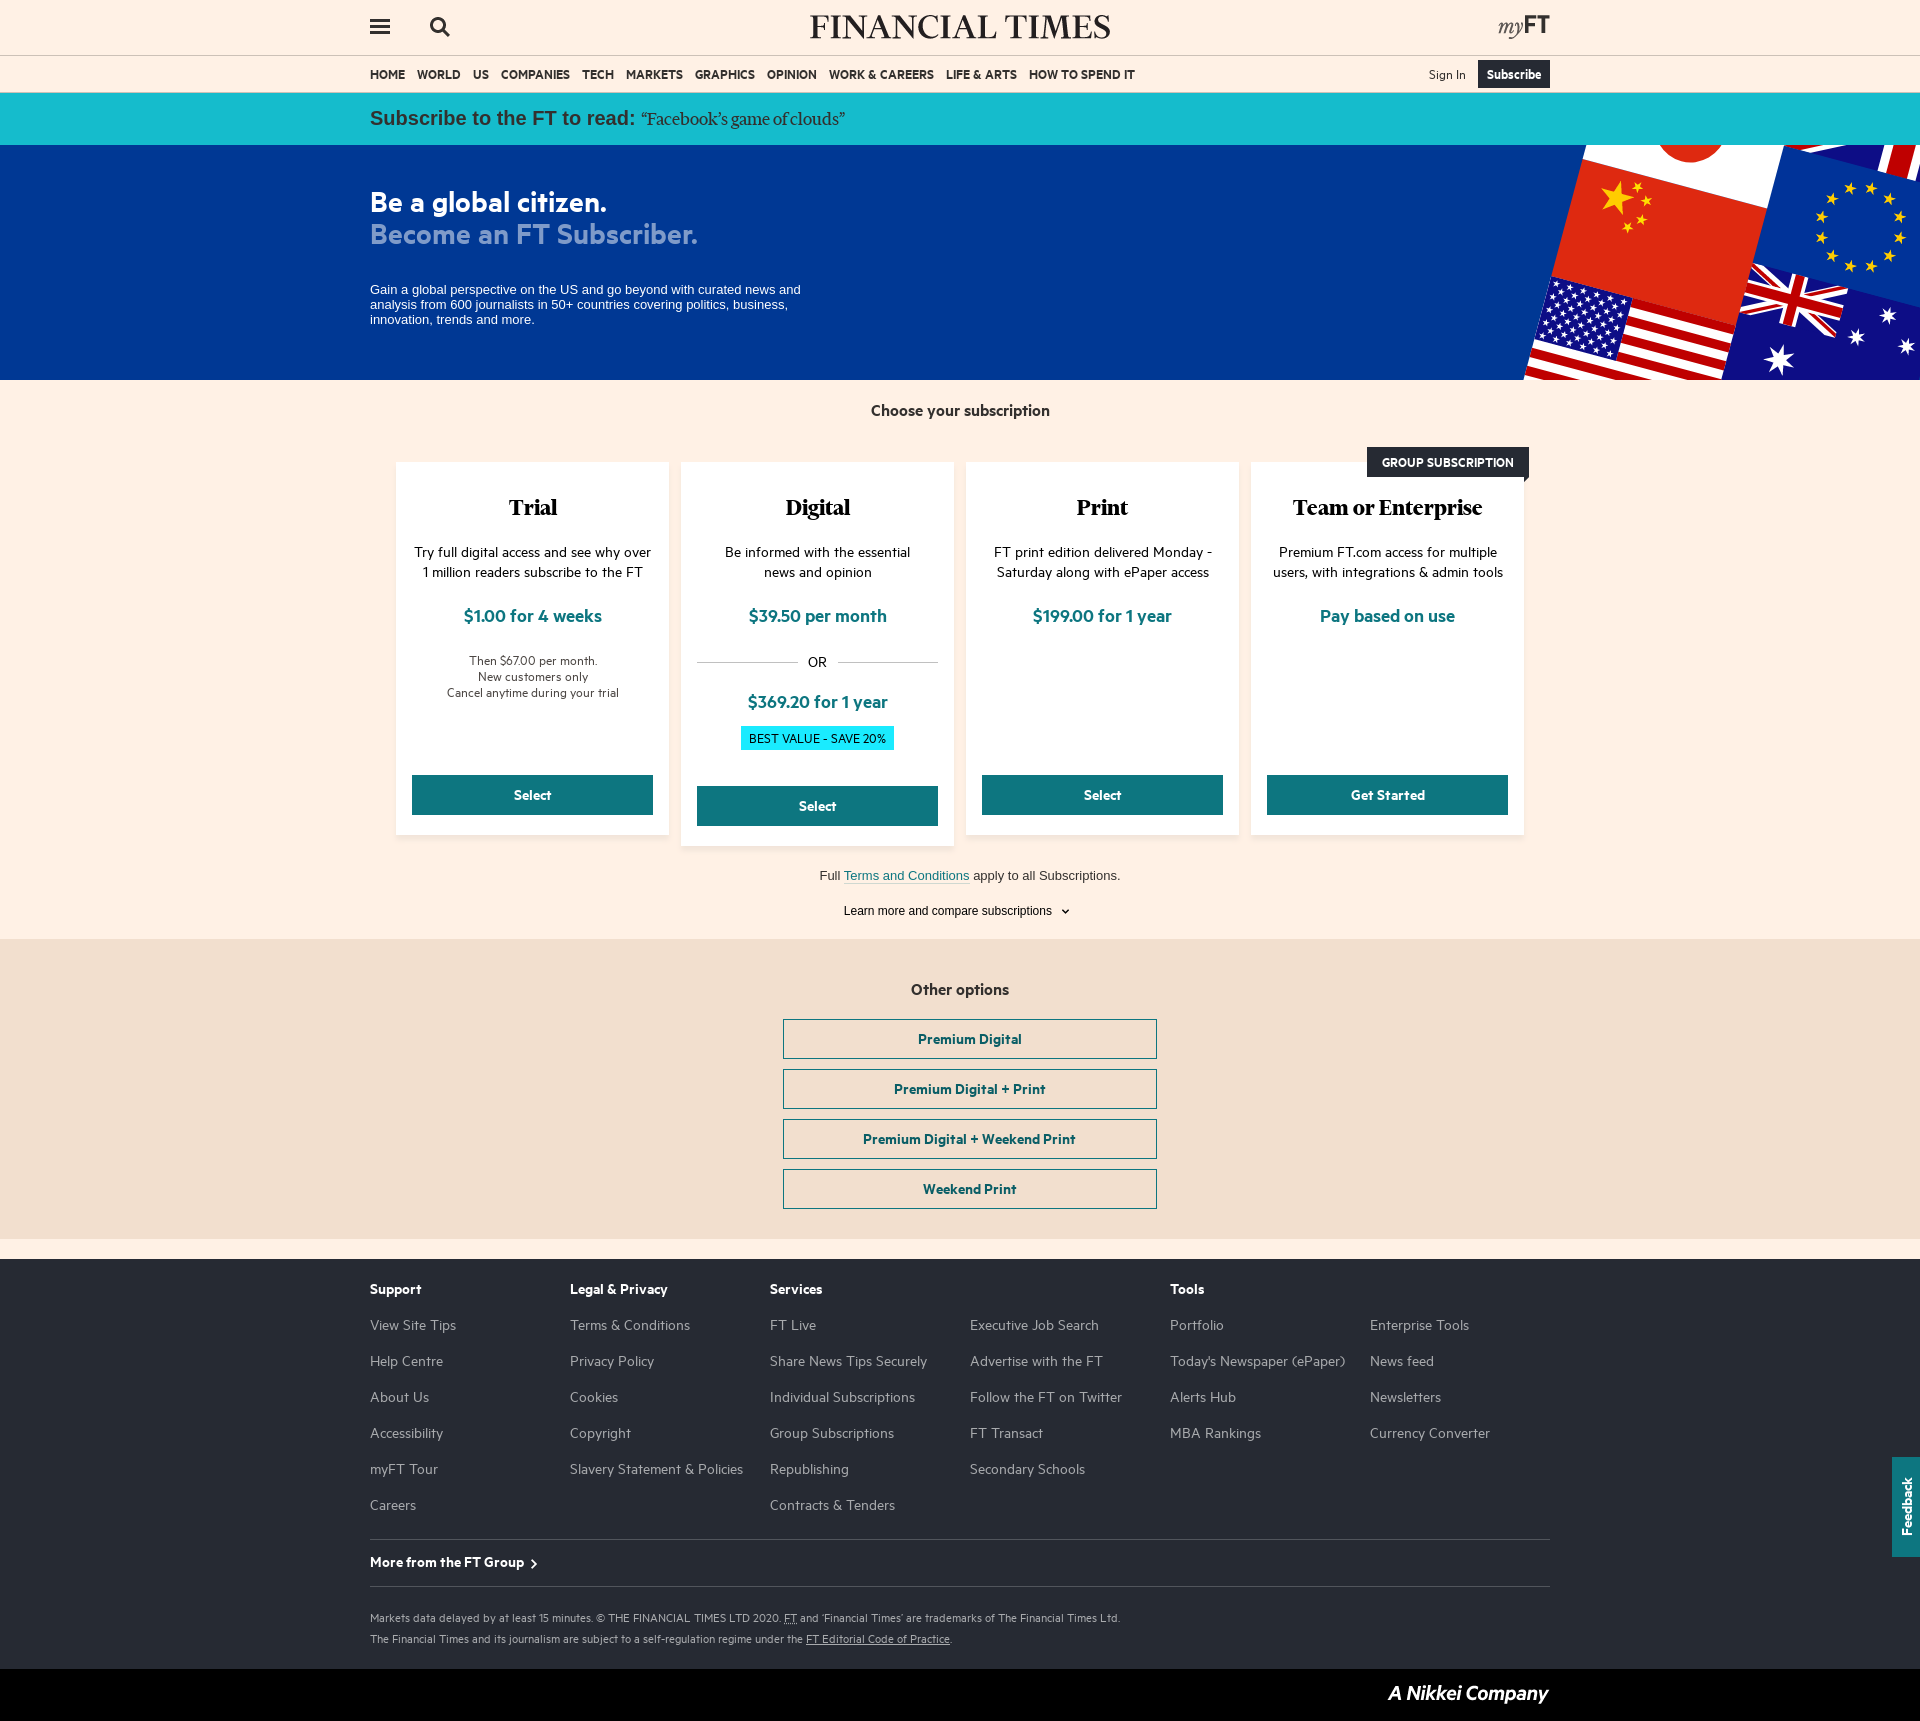 FINANCIAL TIMES
myFT
HOME WORLD US COMPANIES TECH MARKETS GRAPHICS OPINION WORK & CAREERS LIFE & ARTS HOW TO SPEND IT
Sign In
Subscribe
Subscribe to the FT to read: “Facebook’s game of clouds”
Be a global citizen.
Become an FT Subscriber.
Gain a global perspective on the US and go beyond with curated news and
analysis from 600 journalists in 50+ countries covering politics, business,
innovation, trends and more.
Choose your subscription
Trial
Try full digital access and see why over
1 million readers subscribe to the FT
$1.00 for 4 weeks
Then $67.00 per month.
New customers only
Cancel anytime during your trial
Select
Digital
Be informed with the essential
news and opinion
$39.50 per month
OR
$369.20 for 1 year
BEST VALUE - SAVE 20%
Select
Print
FT print edition delivered Monday -
Saturday along with ePaper access
$199.00 for 1 year
Select
GROUP SUBSCRIPTION
Team or Enterprise
Premium FT.com access for multiple
users, with integrations & admin tools
Pay based on use
Get Started
Full Terms and Conditions apply to all Subscriptions.
Learn more and compare subscriptions
Other options
Premium Digital
Premium Digital + Print
Premium Digital + Weekend Print
Weekend Print
Support
View Site Tips
Help Centre
About Us
Accessibility
myFT Tour
Careers
Legal & Privacy
Terms & Conditions
Privacy Policy
Cookies
Copyright
Slavery Statement & Policies
Services
FT Live
Share News Tips Securely
Individual Subscriptions
Group Subscriptions
Republishing
Contracts & Tenders
Executive Job Search
Advertise with the FT
Follow the FT on Twitter
FT Transact
Secondary Schools
Tools
Portfolio
Today's Newspaper (ePaper)
Alerts Hub
MBA Rankings
Enterprise Tools
News feed
Newsletters
Currency Converter
Feedback
More from the FT Group
Markets data delayed by at least 15 minutes. © THE FINANCIAL TIMES LTD 2020. FT and 'Financial Times' are trademarks of The Financial Times Ltd.
The Financial Times and its journalism are subject to a self-regulation regime under the FT Editorial Code of Practice.
A Nikkei Company